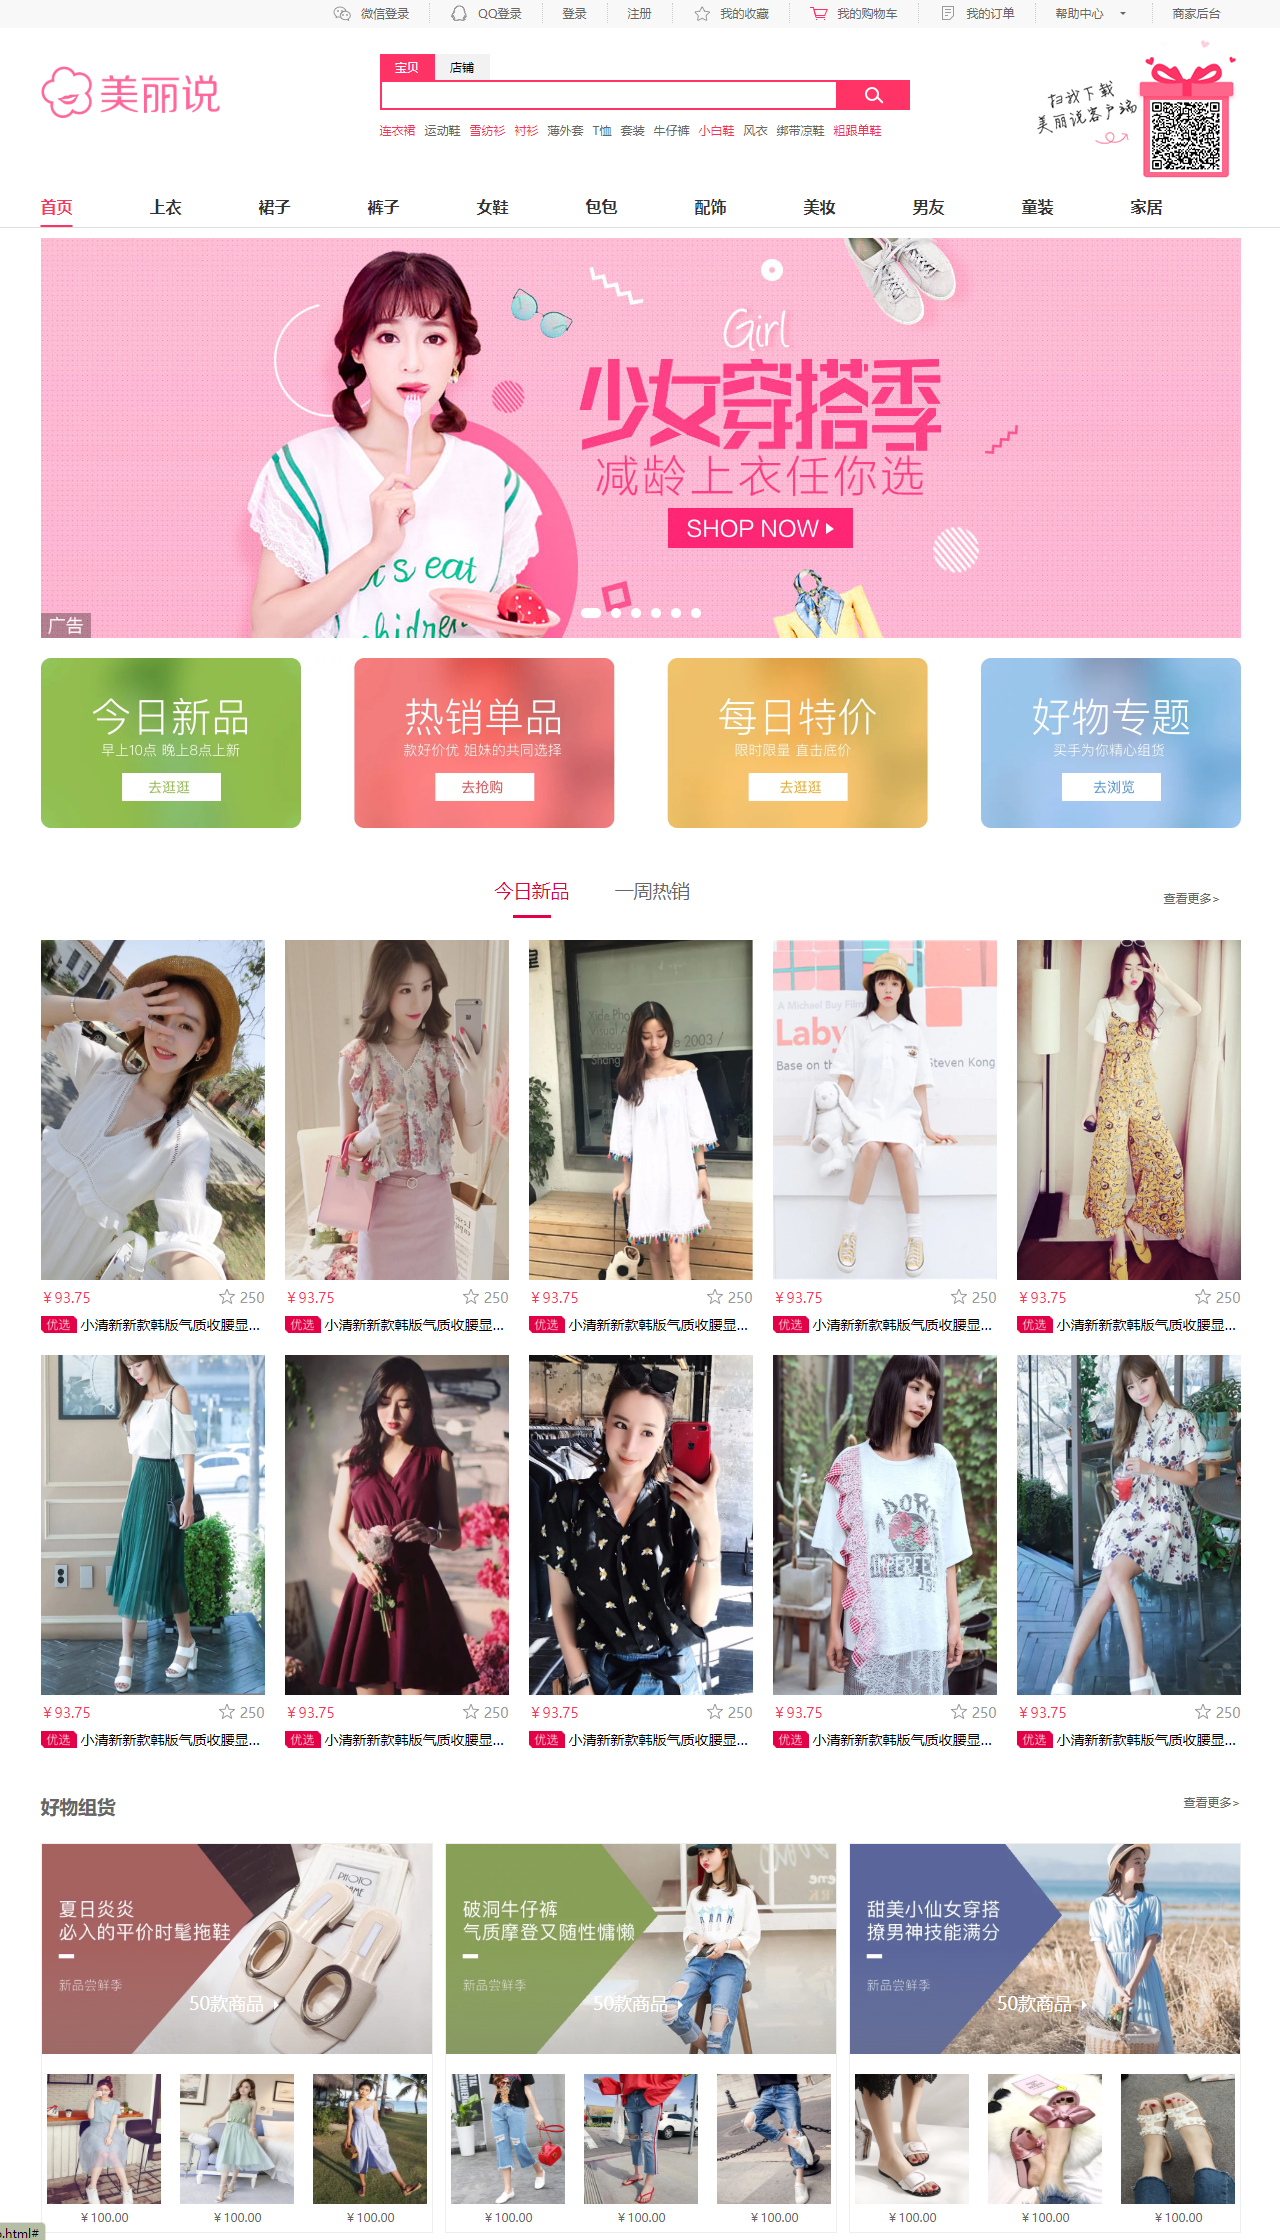 微信登录 QQ登录 登录 注册 我的收藏 我的购物车 我的订单 帮助中心 商家后台
美丽说
宝贝 店铺
扫我下载
美丽说客户端
连衣裙 运动鞋 雪纺衫 衬衫 薄外套 T恤 套装 牛仔裤 小白鞋 风衣 绑带凉鞋 粗跟单鞋
首页 上衣 裙子 裤子 女鞋 包包 配饰 美妆 男友 童装 家居
Girl
少女穿搭季
减龄上衣任你选
SHOP NOW
广告
今日新品 热销单品 每日特价 好物专题
早上10点 晚上8点上新 款好价优 姐妹的共同选择 限时限量 直击底价 买手为你精心组货
去逛逛 去抢购 去逛逛 去浏览
今日新品 一周热销 查看更多>
A Michael Buy Film
Laby
Base on th Steven Kong
¥93.75 250 ¥93.75 250 ¥93.75 250 ¥93.75 250 ¥93.75 250
优选 小清新新款韩版气质收腰显... 优选 小清新新款韩版气质收腰显... 优选 小清新新款韩版气质收腰显... 优选 小清新新款韩版气质收腰显... 优选 小清新新款韩版气质收腰显...
¥93.75 250 ¥93.75 250 ¥93.75 250 ¥93.75 250 ¥93.75 250
优选 小清新新款韩版气质收腰显... 优选 小清新新款韩版气质收腰显... 优选 小清新新款韩版气质收腰显... 优选 小清新新款韩版气质收腰显... 优选 小清新新款韩版气质收腰显...
好物组货 查看更多>
夏日炎炎 破洞牛仔裤 甜美小仙女穿搭
必入的平价时髦拖鞋 气质摩登又随性慵懒 撩男神技能满分
新品尝鲜季 新品尝鲜季 新品尝鲜季
50款商品 50款商品 50款商品
¥100.00 ¥100.00 ¥100.00 ¥100.00 ¥100.00 ¥100.00 ¥100.00 ¥100.00 ¥100.00
.html#